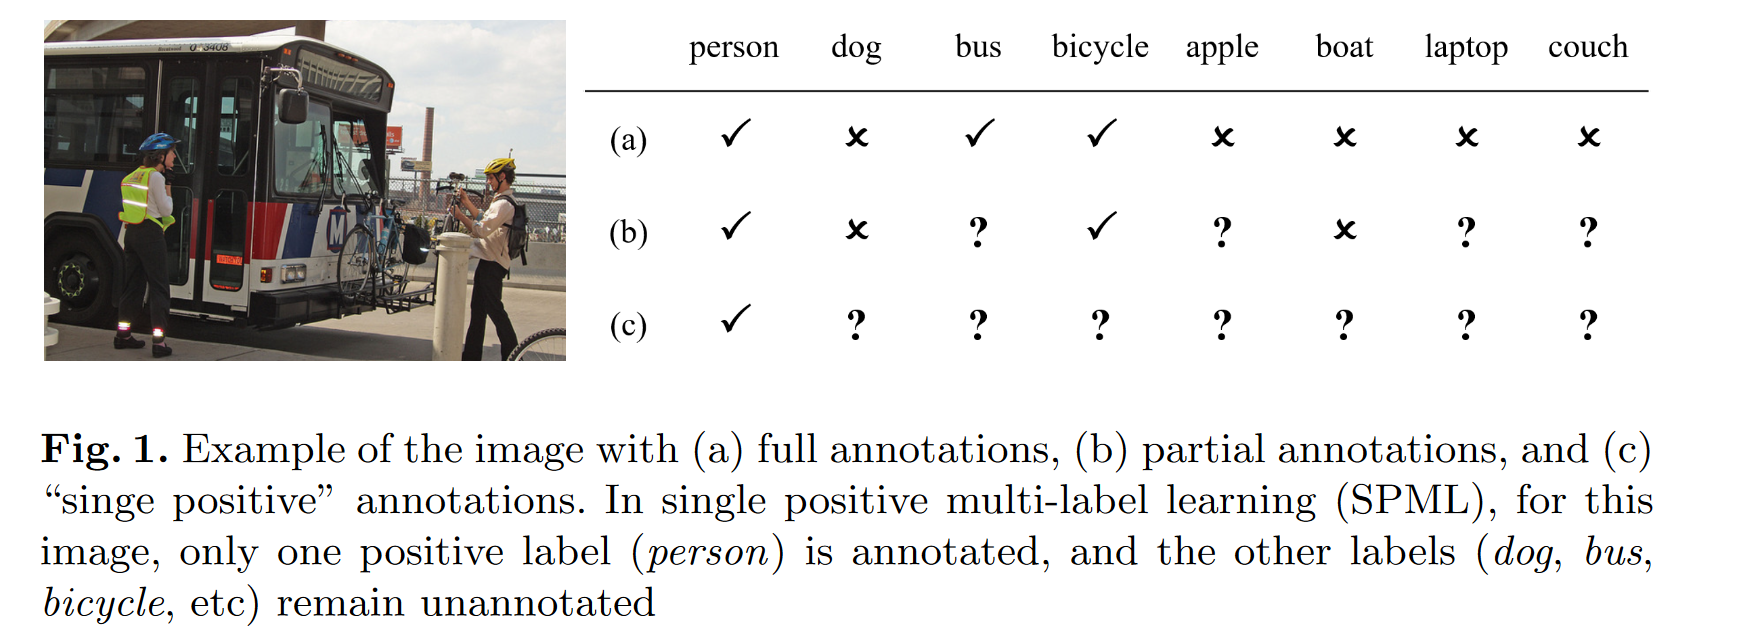 0-3408
M
person dog bus bicycle apple boat laptop couch
(a) ✓ ✗ ✓ ✓ ✗ ✗ ✗ ✗
(b) ✓ ✗ ? ✓ ? ✗ ? ?
(c) ✓ ? ? ? ? ? ? ?
Fig. 1. Example of the image with (a) full annotations, (b) partial annotations, and (c)
“singe positive” annotations. In single positive multi-label learning (SPML), for this
image, only one positive label (person) is annotated, and the other labels (dog, bus,
bicycle, etc) remain unannotated